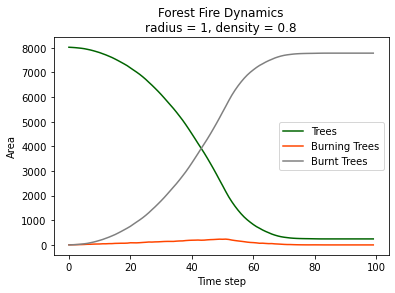 Forest Fire Dynamics
radius = 1, density = 0.8
8000
7000
6000
5000
4000
3000
2000
1000
0
Area
Trees
Burning Trees
Burnt Trees
0 20 40 60 80 100
Time step